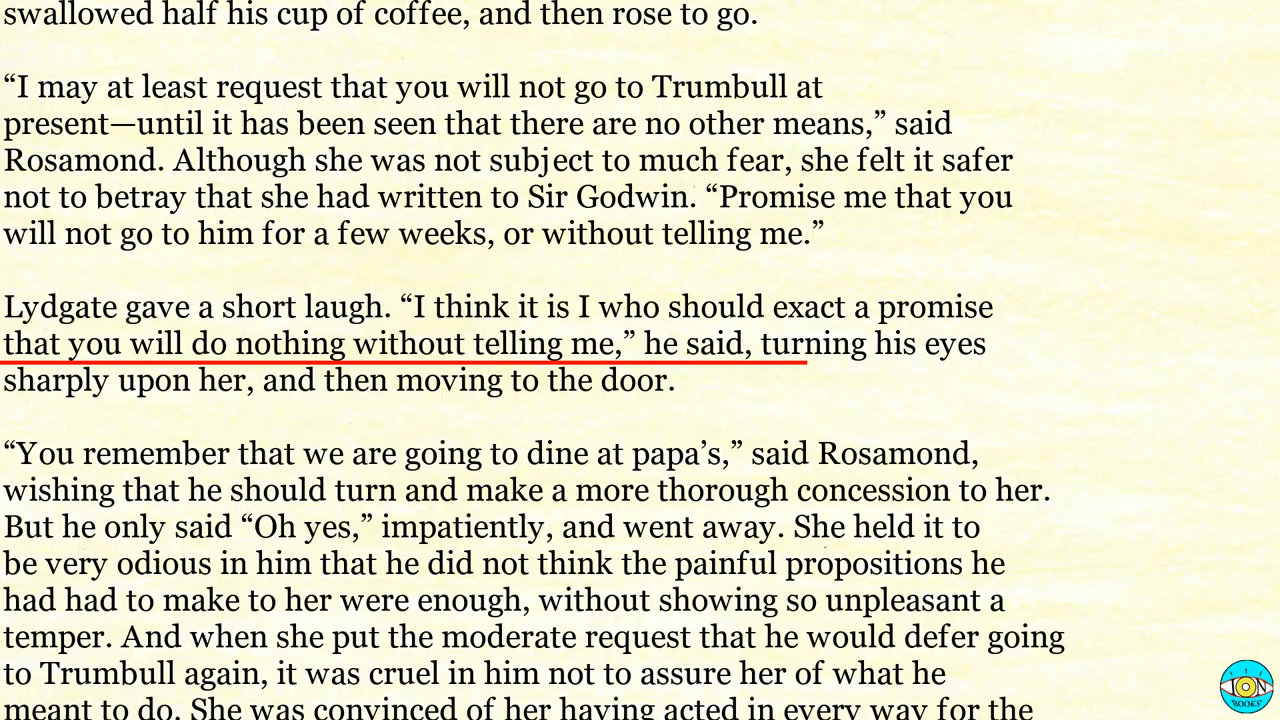 swallowed half his cup of coffee, and then rose to go.
“I may at least request that you will not go to Trumbull at
present—until it has been seen that there are no other means,” said
Rosamond. Although she was not subject to much fear, she felt it safer
not to betray that she had written to Sir Godwin. “Promise me that you
will not go to him for a few weeks, or without telling me.”
Lydgate gave a short laugh. “I think it is I who should exact a promise
that you will do nothing without telling me,” he said, turning his eyes
sharply upon her, and then moving to the door.
“You remember that we are going to dine at papa’s,” said Rosamond,
wishing that he should turn and make a more thorough concession to her.
But he only said “Oh yes,” impatiently, and went away. She held it to
be very odious in him that he did not think the painful propositions he
had had to make to her were enough, without showing so unpleasant a
temper. And when she put the moderate request that he would defer going
to Trumbull again, it was cruel in him not to assure her of what he
meant to do. She was convinced of her having acted in every way for the
ION
BOOKS